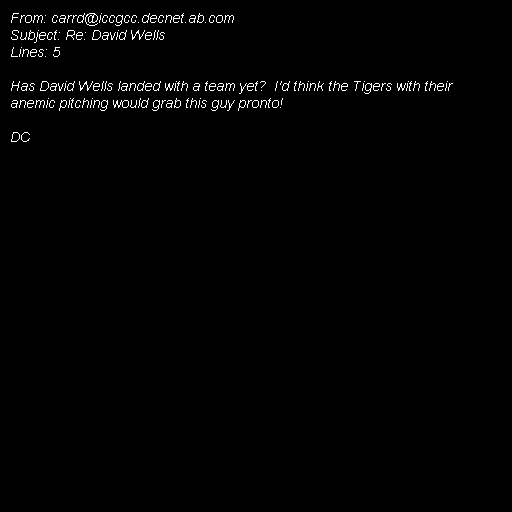 From: carrd@iccgcc.decnet.ab.com
Subject: Re: David Wells
Lines: 5

Has David Wells landed with a team yet?  I'd think the Tigers with their
anemic pitching would grab this guy pronto!

DC